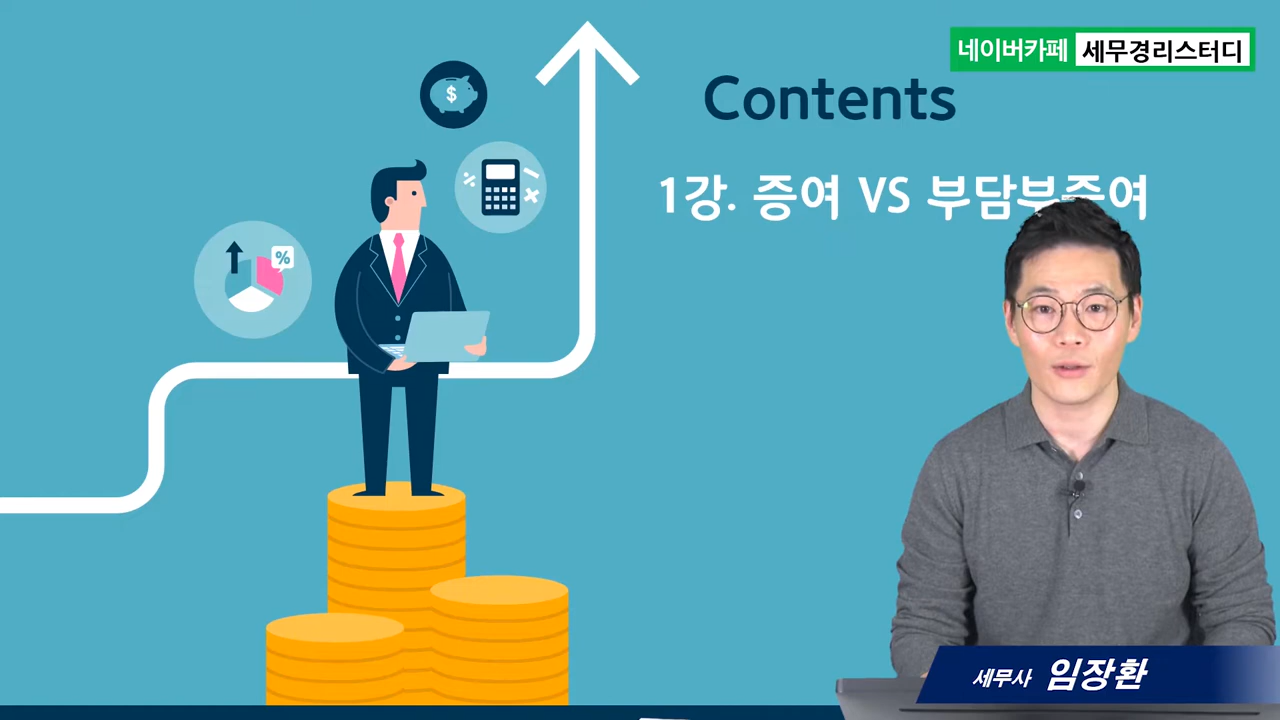 네이버카페 세무경리스터디
Contents
1강. 증여 VS 부담부증여
$
%
%
세무사 임장환